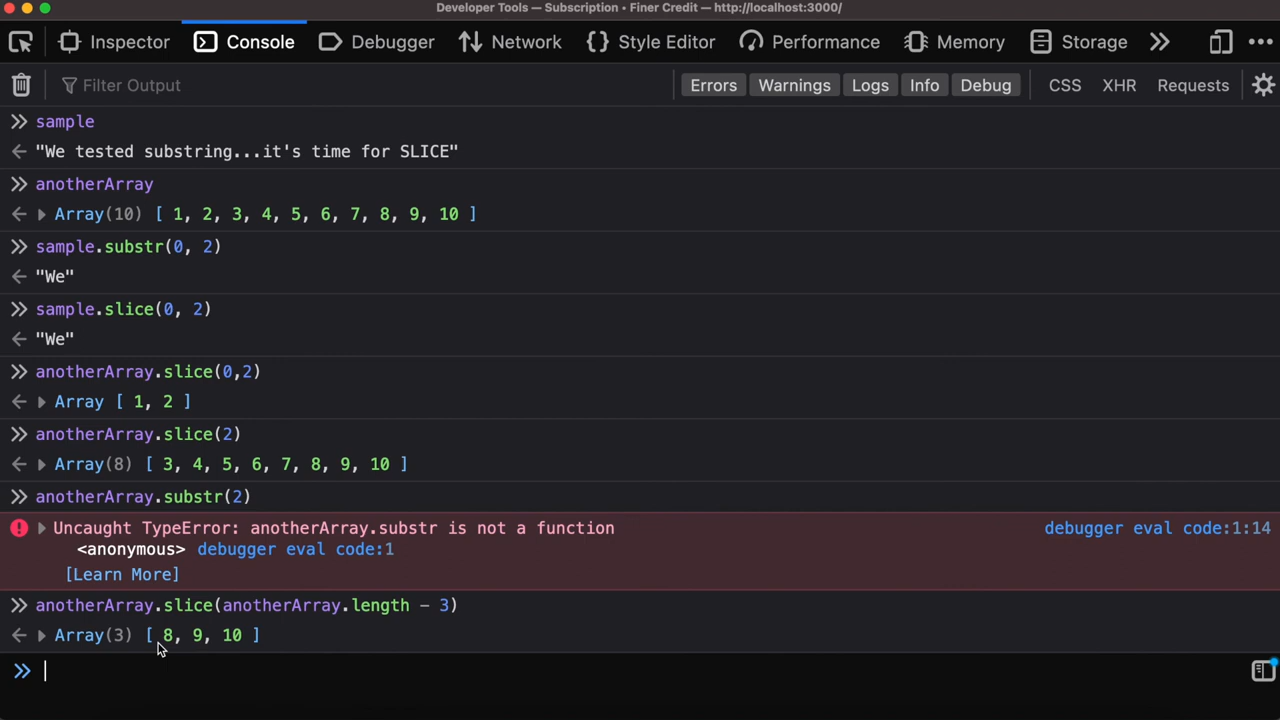 Developer Tools — Subscription • Finer Credit — http://localhost:3000/
Inspector Console Debugger Network Style Editor Performance Memory Storage
Filter Output Errors Warnings Logs Info Debug CSS XHR Requests
sample
"We tested substring...it's time for SLICE"
anotherArray
Array(10) [ 1, 2, 3, 4, 5, 6, 7, 8, 9, 10 ]
sample.substr(0, 2)
"We"
sample.slice(0, 2)
"We"
anotherArray.slice(0,2)
Array [ 1, 2 ]
anotherArray.slice(2)
Array(8) [ 3, 4, 5, 6, 7, 8, 9, 10 ]
anotherArray.substr(2)
Uncaught TypeError: anotherArray.substr is not a function debugger eval code:1:14
<anonymous> debugger eval code:1
[Learn More]
anotherArray.slice(anotherArray.length - 3)
Array(3) [ 8, 9, 10 ]